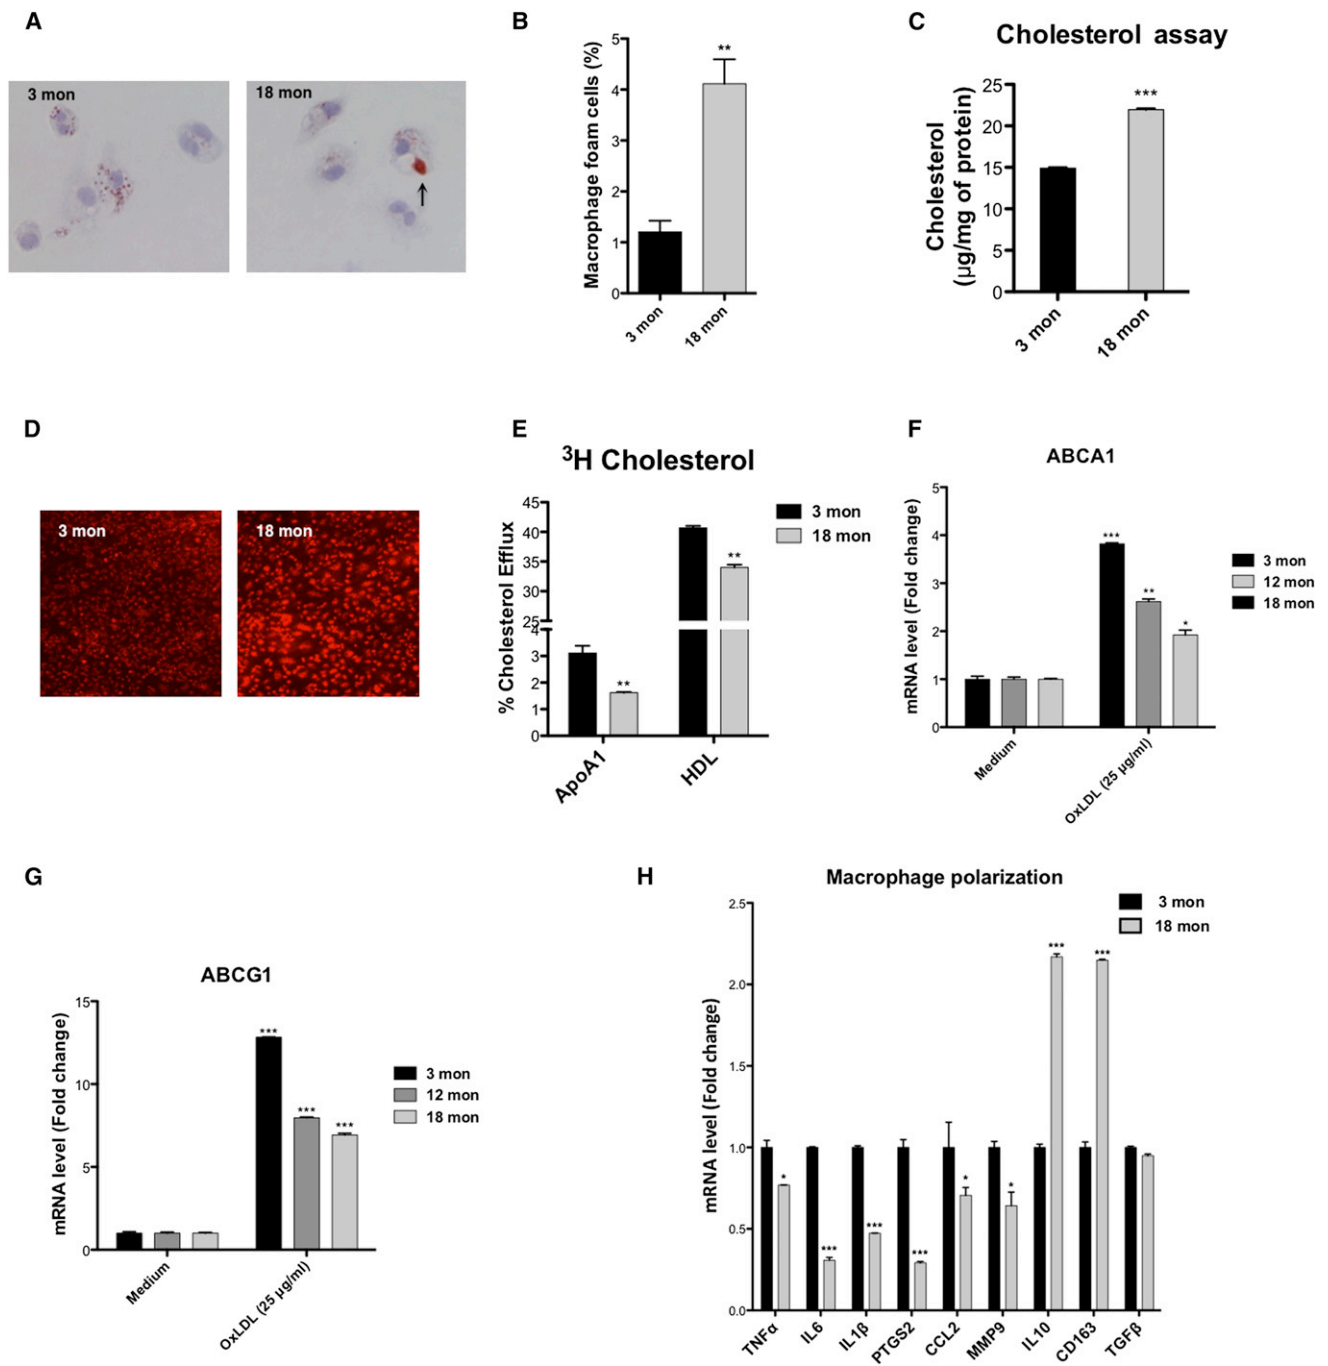 A
3 mon
18 mon
B
Macrophage foam cells (%)
5
4
3
2
1
0
**
3 mon
18 mon
C
Cholesterol assay
Cholesterol
(µg/mg of protein)
25
20
15
10
5
0
***
3 mon
18 mon
D
3 mon
18 mon
E
³H Cholesterol
% Cholesterol Efflux
45
40
35
30
25
4
3
2
1
0
**
**
ApoA1
HDL
3 mon
18 mon
F
ABCA1
mRNA level (Fold change)
5
4
3
2
1
0
***
**
*
Medium
OxLDL (25 µg/ml)
3 mon
12 mon
18 mon
G
ABCG1
mRNA level (Fold change)
15
10
5
0
***
***
***
Medium
OxLDL (25 µg/ml)
3 mon
12 mon
18 mon
H
Macrophage polarization
mRNA level (Fold change)
2.5
2.0
1.5
1.0
0.5
0.0
*
***
***
***
*
*
***
***
TNFα
IL6
IL1β
PTGS2
CCL2
MMP9
IL10
CD163
TGFβ
3 mon
18 mon